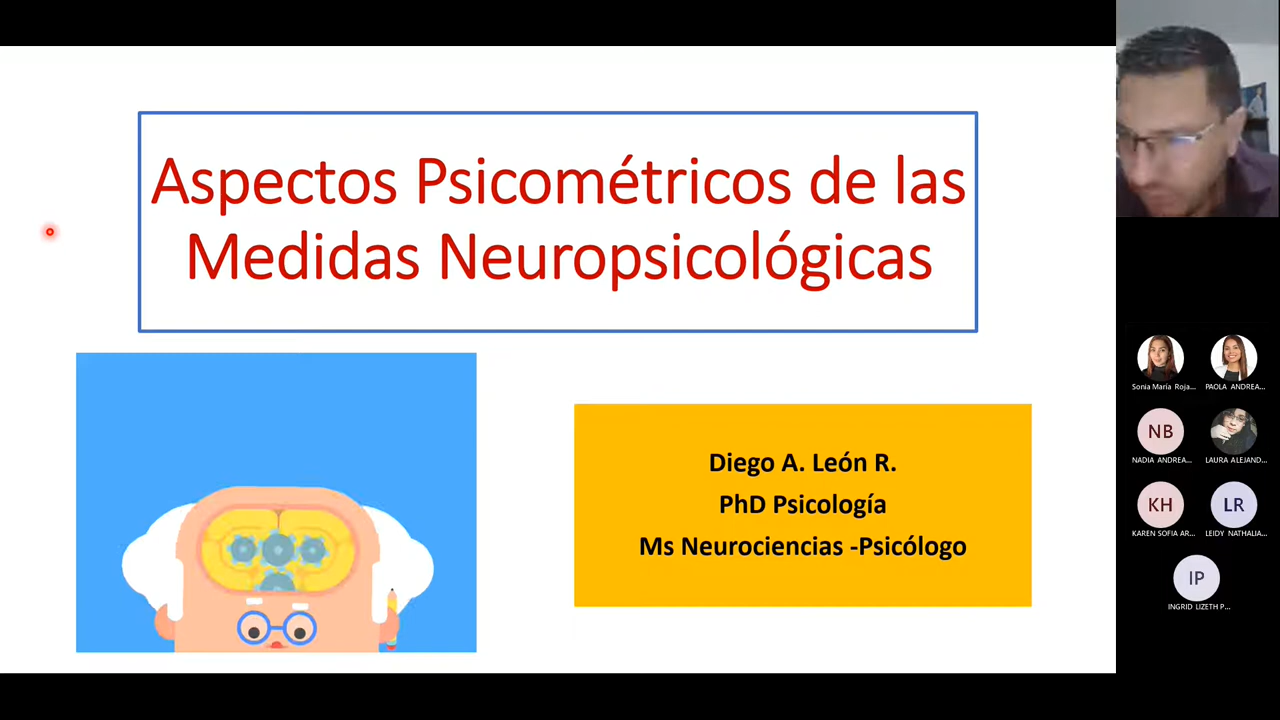 Aspectos Psicométricos de las
Medidas Neuropsicológicas
Diego A. León R.
PhD Psicología
Ms Neurociencias -Psicólogo
Sonia María Roja...
PAOLA ANDREA...
NB
NADIA ANDREA...
LAURA ALEJAND...
KH
KAREN SOFIA AR...
LR
LEIDY NATHALIA...
IP
INGRID LIZETH P...